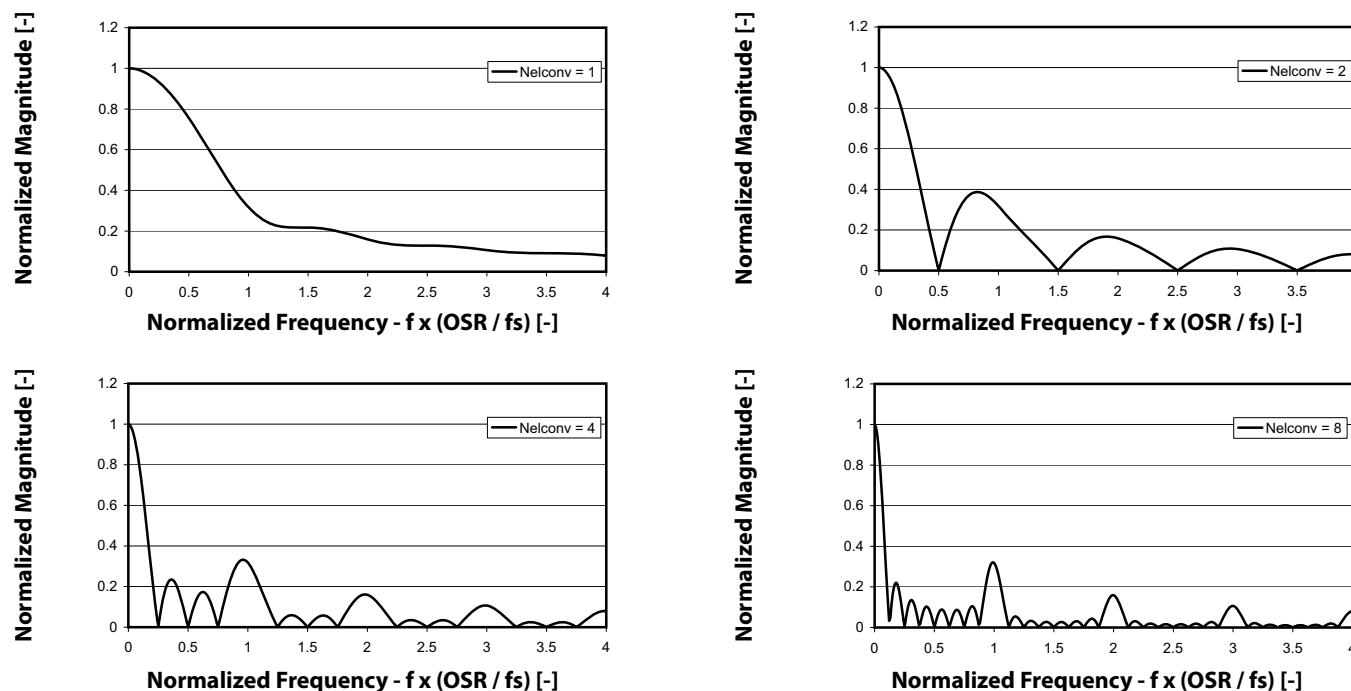 Normalized Magnitude [-]
1.2
1
0.8
0.6
0.4
0.2
0
Nelconv = 1
0 0.5 1 1.5 2 2.5 3 3.5 4
Normalized Frequency - f x (OSR / fs) [-]
Normalized Magnitude [-]
1.2
1
0.8
0.6
0.4
0.2
0
Nelconv = 2
0 0.5 1 1.5 2 2.5 3 3.5
Normalized Frequency - f x (OSR / fs) [-]
Normalized Magnitude [-]
1.2
1
0.8
0.6
0.4
0.2
0
Nelconv = 4
0 0.5 1 1.5 2 2.5 3 3.5 4
Normalized Frequency - f x (OSR / fs) [-]
Normalized Magnitude [-]
1.2
1
0.8
0.6
0.4
0.2
0
Nelconv = 8
0 0.5 1 1.5 2 2.5 3 3.5 4
Normalized Frequency - f x (OSR / fs) [-]